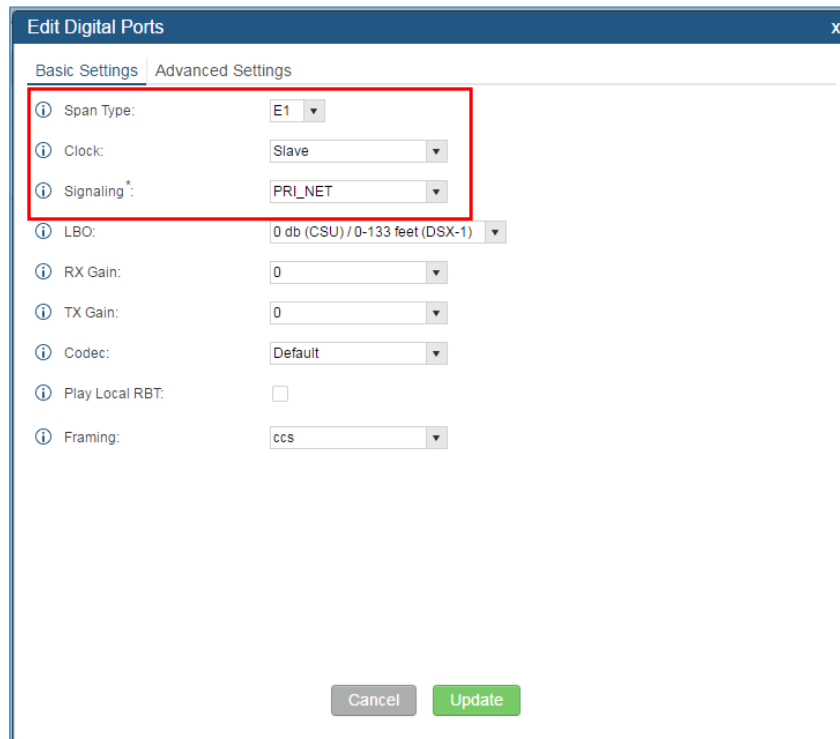 Edit Digital Ports x
Basic Settings Advanced Settings
Span Type: E1
Clock: Slave
Signaling*: PRI_NET
LBO: 0 db (CSU) / 0-133 feet (DSX-1)
RX Gain: 0
TX Gain: 0
Codec: Default
Play Local RBT:
Framing: ccs
Cancel Update